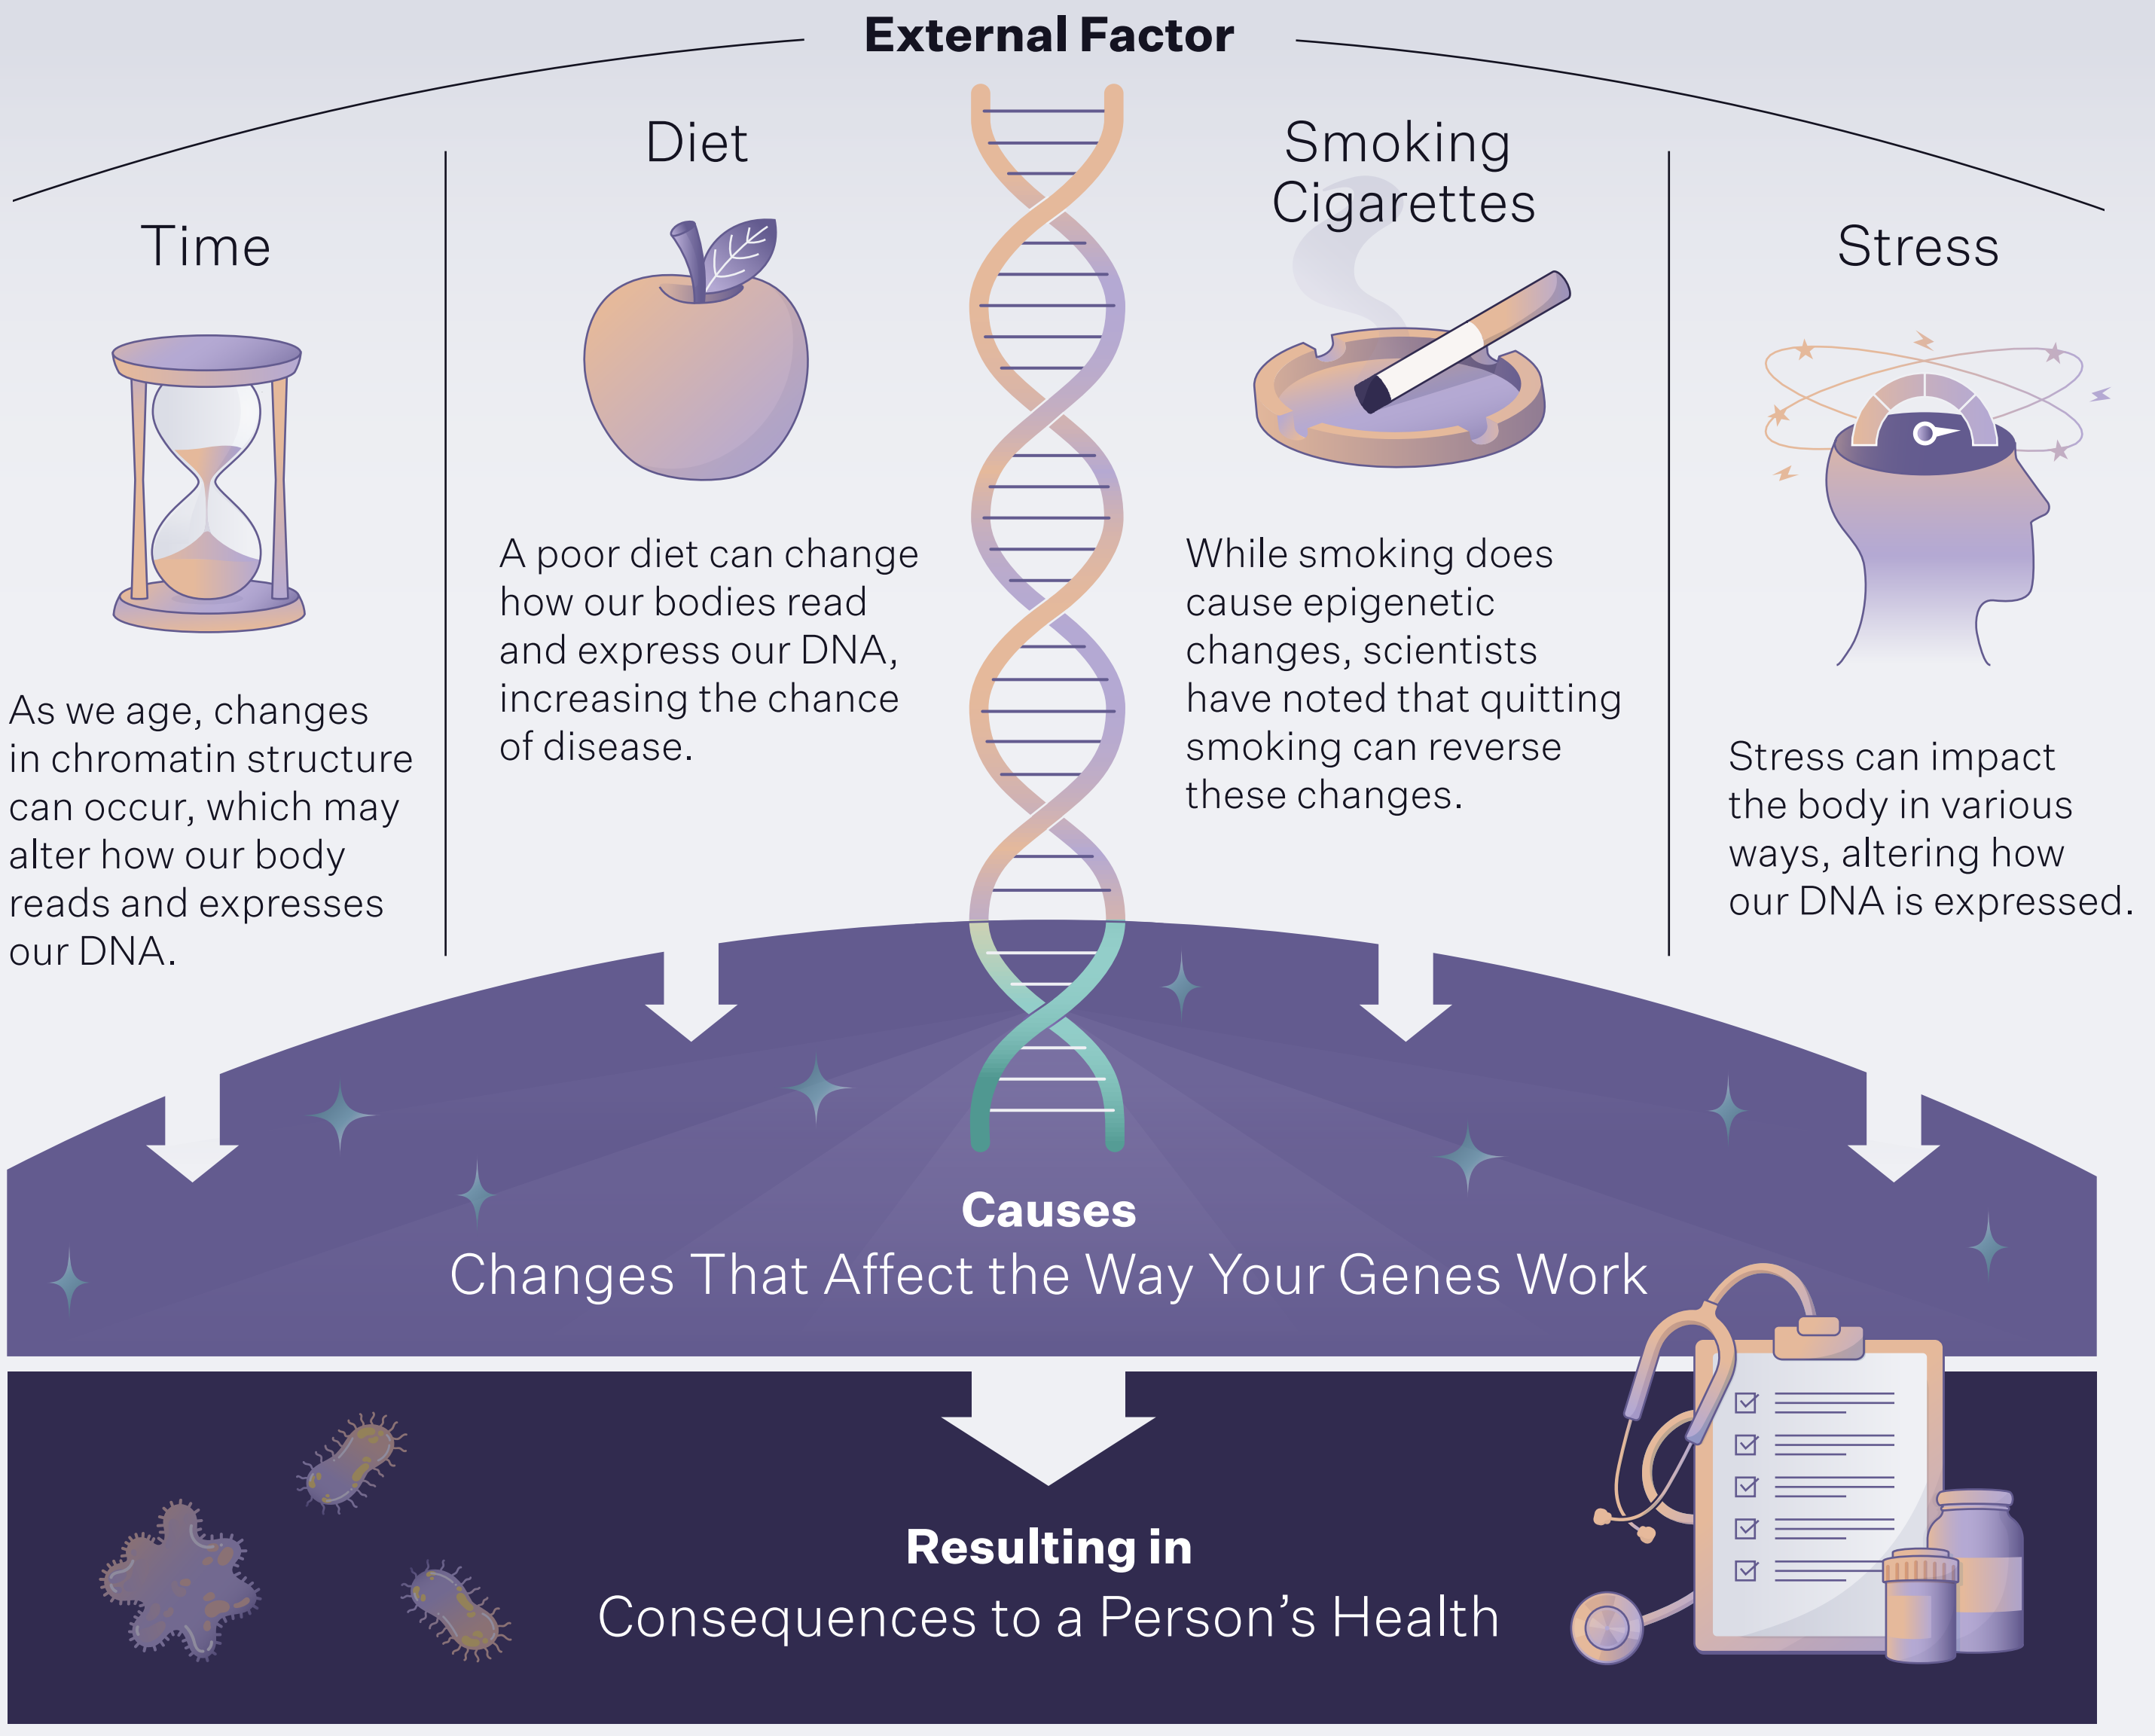 External Factor
Time
As we age, changes
in chromatin structure
can occur, which may
alter how our body
reads and expresses
our DNA.
Diet
A poor diet can change
how our bodies read
and express our DNA,
increasing the chance
of disease.
Smoking
Cigarettes
While smoking does
cause epigenetic
changes, scientists
have noted that quitting
smoking can reverse
these changes.
Stress
Stress can impact
the body in various
ways, altering how
our DNA is expressed.
Causes
Changes That Affect the Way Your Genes Work
Resulting in
Consequences to a Person’s Health